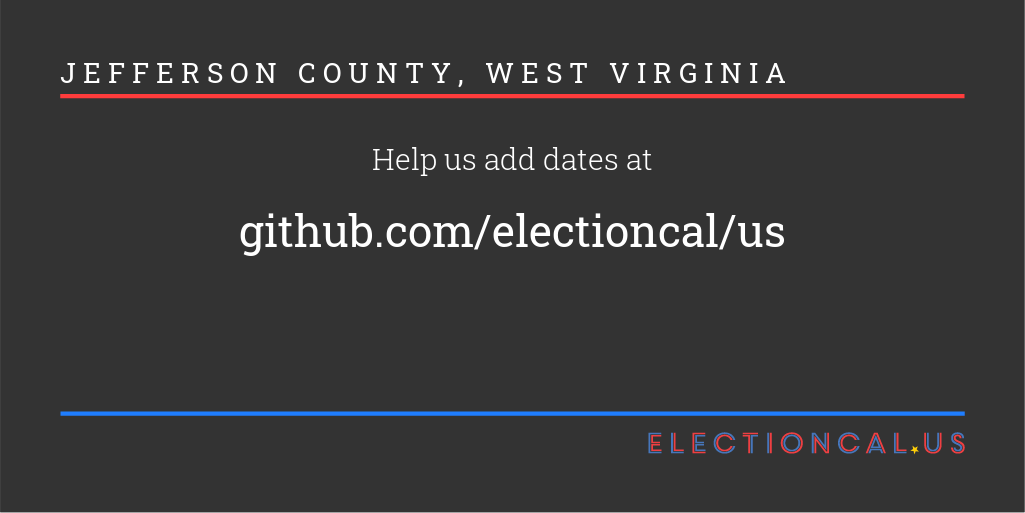 JEFFERSON COUNTY, WEST VIRGINIA
Help us add dates at
github.com/electioncal/us
ELECTIONCAL.US